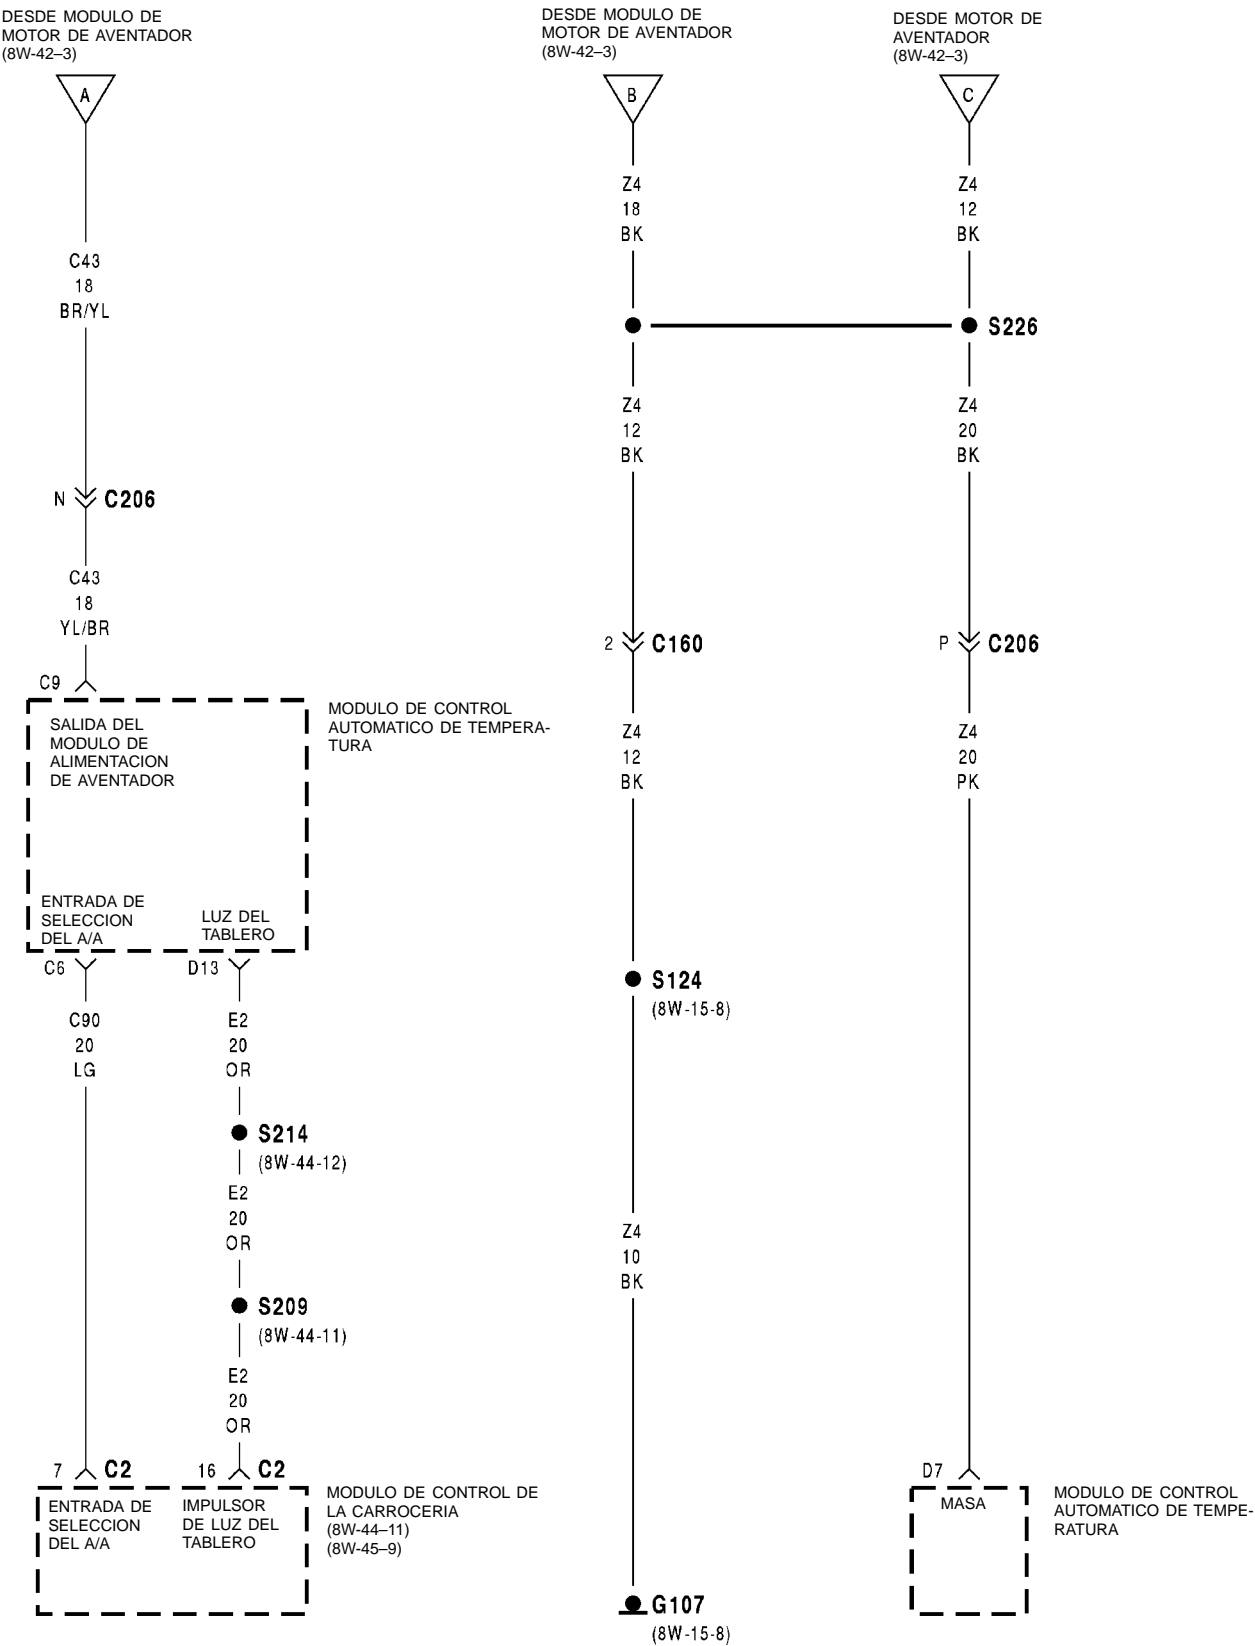 DESDE MODULO DE
MOTOR DE AVENTADOR
(8W-42–3)
A
C43
18
BR/YL
N
C206
C43
18
YL/BR
C9
SALIDA DEL
MODULO DE
ALIMENTACION
DE AVENTADOR
MODULO DE CONTROL
AUTOMATICO DE TEMPERA-
TURA
ENTRADA DE
SELECCION
DEL A/A
LUZ DEL
TABLERO
C6
D13
C90
20
LG
E2
20
OR
S214
(8W-44-12)
E2
20
OR
S209
(8W-44-11)
E2
20
OR
7
C2
16
C2
ENTRADA DE
SELECCION
DEL A/A
IMPULSOR
DE LUZ DEL
TABLERO
MODULO DE CONTROL DE
LA CARROCERIA
(8W-44–11)
(8W-45–9)
DESDE MODULO DE
MOTOR DE AVENTADOR
(8W-42–3)
B
Z4
18
BK
Z4
12
BK
2
C160
Z4
12
BK
S124
(8W-15-8)
Z4
10
BK
G107
(8W-15-8)
DESDE MOTOR DE
AVENTADOR
(8W-42–3)
C
Z4
12
BK
S226
Z4
20
BK
P
C206
Z4
20
PK
D7
MASA
MODULO DE CONTROL
AUTOMATICO DE TEMPE-
RATURA